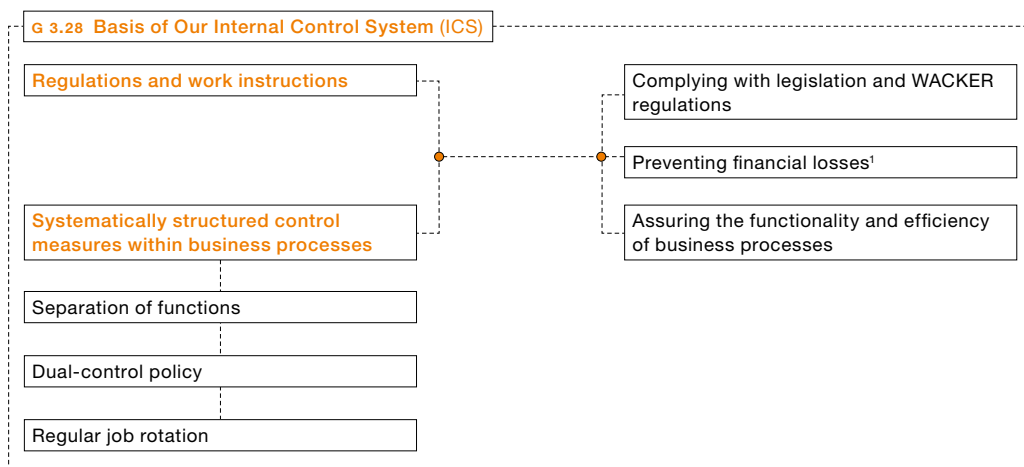 G 3.28 Basis of Our Internal Control System (ICS)
Regulations and work instructions
Systematically structured control
measures within business processes
Separation of functions
Dual-control policy
Regular job rotation
Complying with legislation and WACKER
regulations
Preventing financial losses¹
Assuring the functionality and efficiency
of business processes